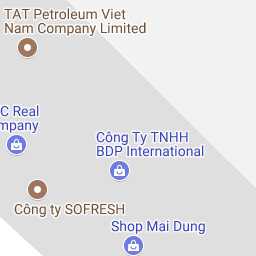 TAT Petroleum Viet
Nam Company Limited
C Real
mpany
Công Ty TNHH
BDP International
Công ty SOFRESH
Shop Mai Dung